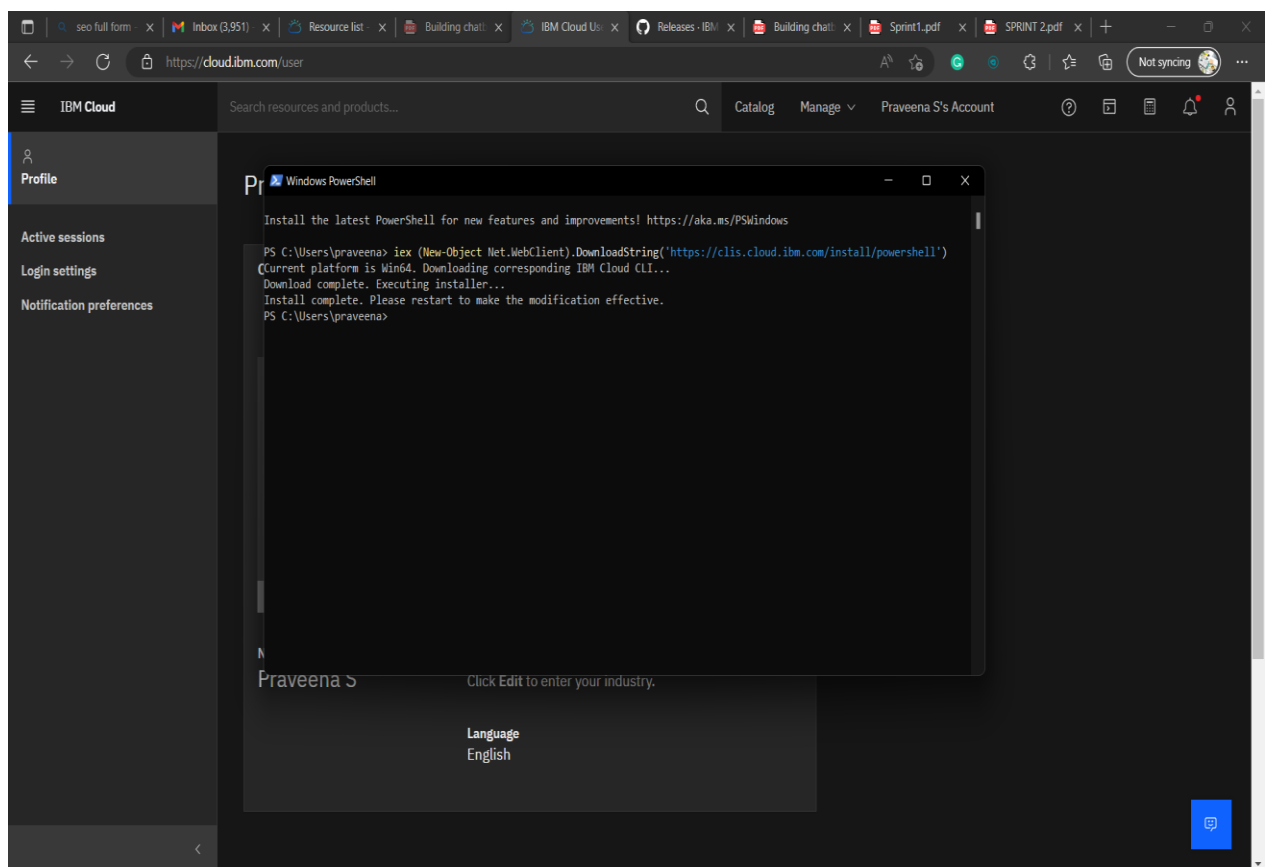 seo full form -
Inbox (3,951) -
Resource list -
Building chatb
IBM Cloud Us
Releases · IBM
Building chatb
Sprint1_.pdf
SPRINT 2.pdf
https://cloud.ibm.com/user
Not syncing
IBM Cloud
Search resources and products...
Catalog
Manage
Praveena S's Account
Profile
Active sessions
Login settings
Notification preferences
Pr
Windows PowerShell
Install the latest PowerShell for new features and improvements! https://aka.ms/PSWindows
PS C:\Users\praveena> iex (New-Object Net.WebClient).DownloadString('https://clis.cloud.ibm.com/install/powershell')
Current platform is Win64. Downloading corresponding IBM Cloud CLI...
Download complete. Executing installer...
Install complete. Please restart to make the modification effective.
PS C:\Users\praveena>
N
Praveena S
Click Edit to enter your industry.
Language
English